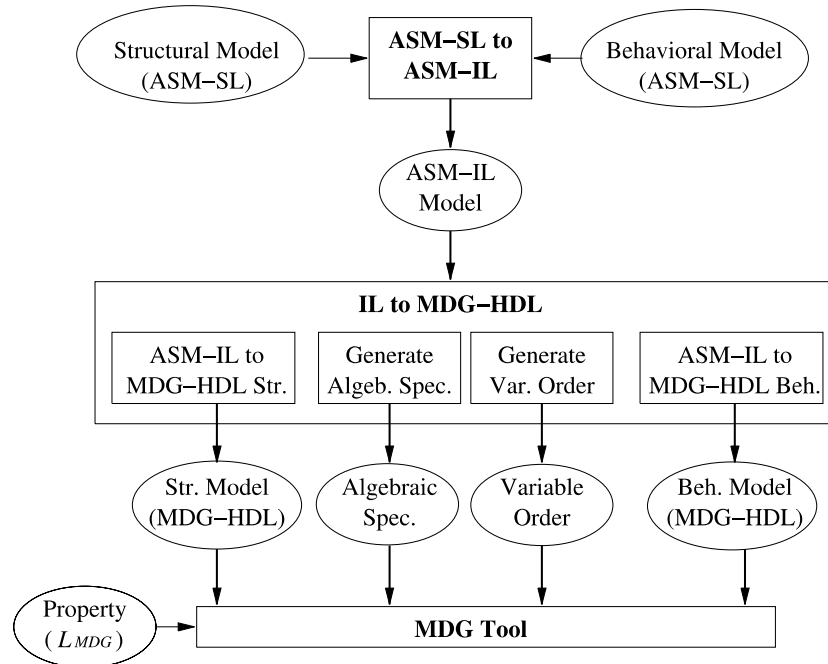 Structural Model
(ASM−SL)
ASM−SL to
ASM−IL
Behavioral Model
(ASM−SL)
ASM−IL
Model
IL to MDG−HDL
ASM−IL to
MDG−HDL Str.
Generate
Algeb. Spec.
Generate
Var. Order
ASM−IL to
MDG−HDL Beh.
Str. Model
(MDG−HDL)
Algebraic
Spec.
Variable
Order
Beh. Model
(MDG−HDL)
Property
( L MDG )
MDG Tool